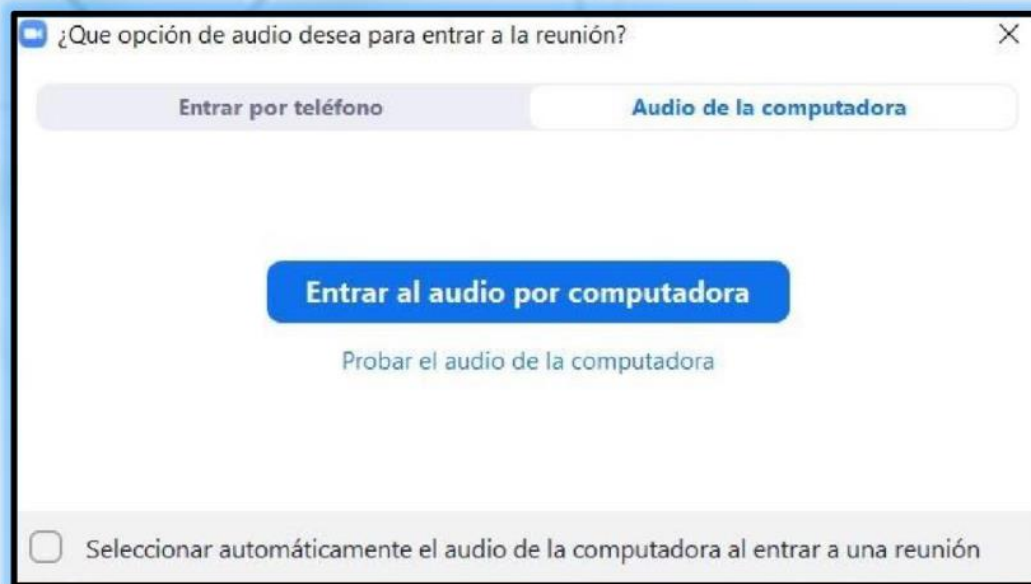 ¿Que opción de audio desea para entrar a la reunión?
Entrar por teléfono
Audio de la computadora
Entrar al audio por computadora
Probar el audio de la computadora
Seleccionar automáticamente el audio de la computadora al entrar a una reunión